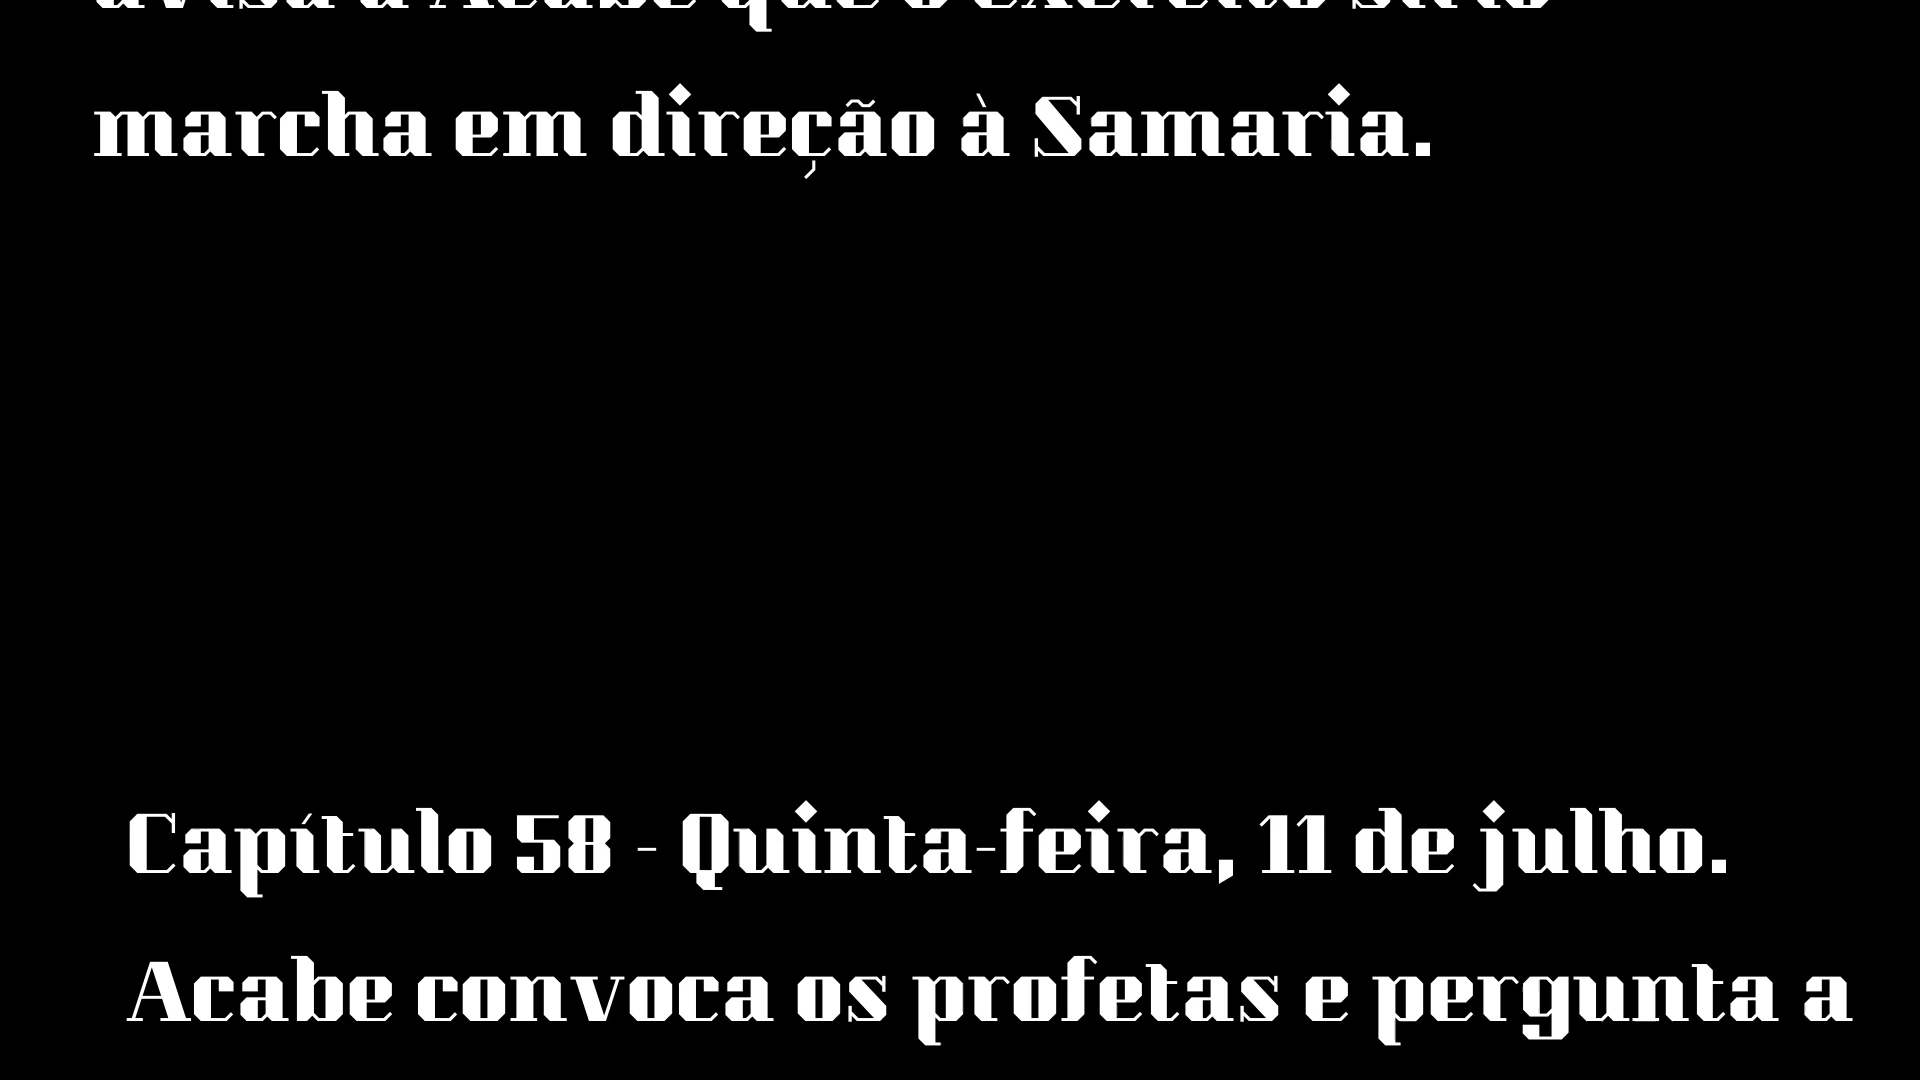 avisa a Acabe que o exército sírio
marcha em direção à Samaria.
Capítulo 58 - Quinta-feira, 11 de julho.
Acabe convoca os profetas e pergunta a